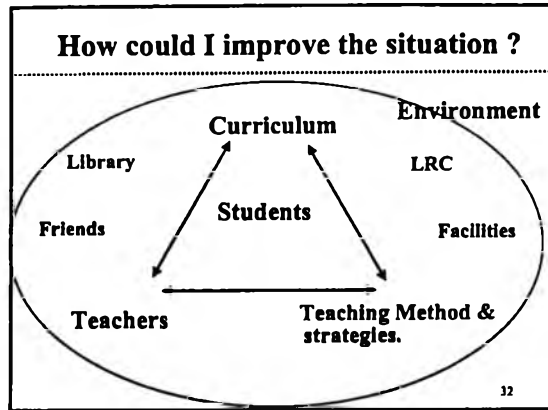 How could I improve the situation ?
Environment
Curriculum
Library
LRC
Students
Friends
Facilities
Teachers
Teaching Method &
strategies.
32